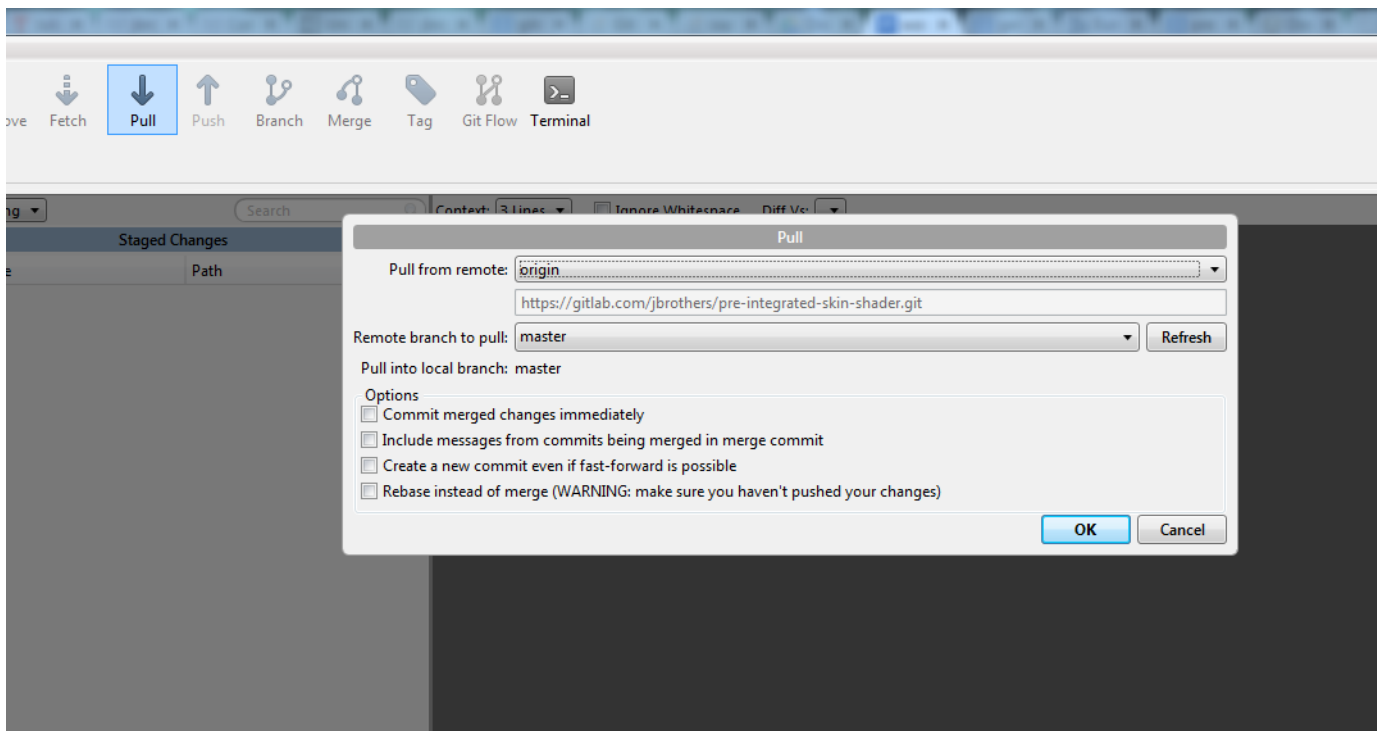 ove Fetch Pull Push Branch Merge Tag Git Flow Terminal
ng Search Context: 3 Lines Ignore Whitespace Diff Vs:
Staged Changes
e Path
Pull
Pull from remote: origin
https://gitlab.com/jbrothers/pre-integrated-skin-shader.git
Remote branch to pull: master Refresh
Pull into local branch: master
Options
Commit merged changes immediately
Include messages from commits being merged in merge commit
Create a new commit even if fast-forward is possible
Rebase instead of merge (WARNING: make sure you haven't pushed your changes)
OK Cancel